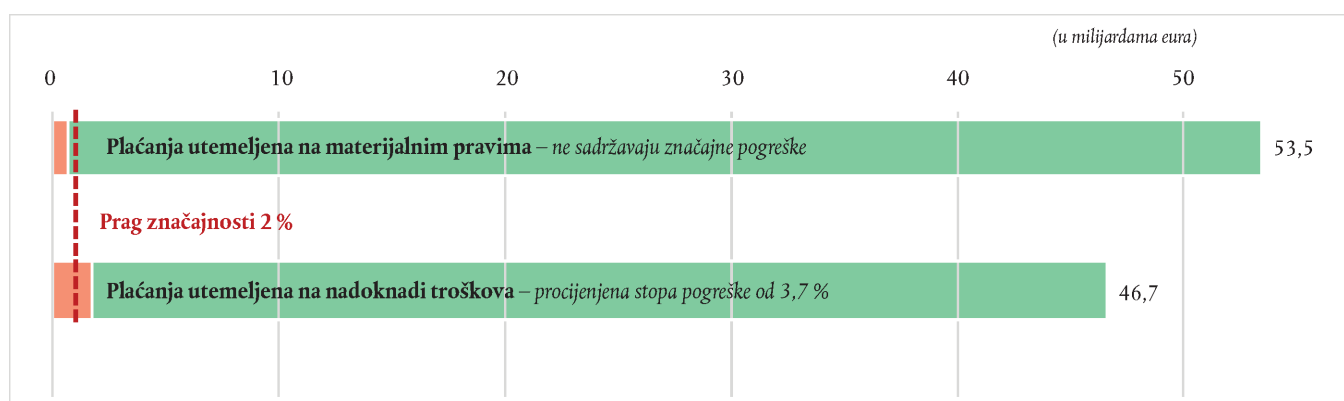 (u milijardama eura)
0 10 20 30 40 50
Plaćanja utemeljena na materijalnim pravima – ne sadržavaju značajne pogreške 53,5
Prag značajnosti 2 %
Plaćanja utemeljena na nadoknadi troškova – procijenjena stopa pogreške od 3,7 % 46,7